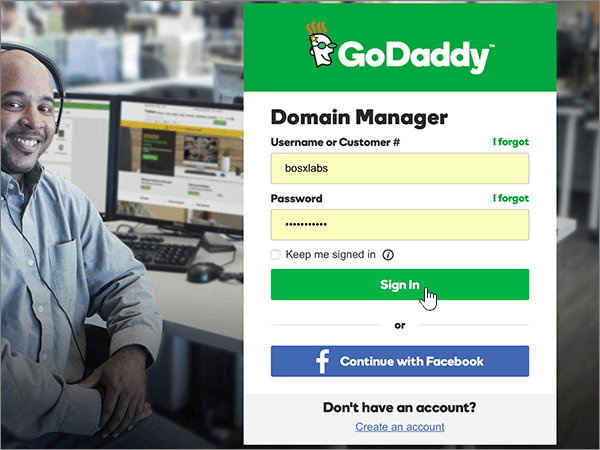 GoDaddy™
Domain Manager
Username or Customer # I forgot
bosxlabs
Password I forgot
•••••••••••
Keep me signed in
Sign In
or
f Continue with Facebook
Don't have an account?
Create an account